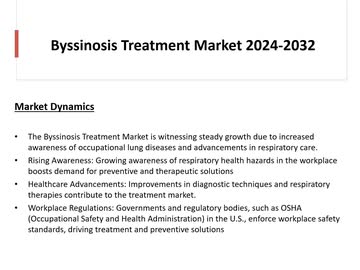 Byssinosis Treatment Market 2024-2032
Market Dynamics
• The Byssinosis Treatment Market is witnessing steady growth due to increased
awareness of occupational lung diseases and advancements in respiratory care.
• Rising Awareness: Growing awareness of respiratory health hazards in the workplace
boosts demand for preventive and therapeutic solutions
• Healthcare Advancements: Improvements in diagnostic techniques and respiratory
therapies contribute to the treatment market.
• Workplace Regulations: Governments and regulatory bodies, such as OSHA
(Occupational Safety and Health Administration) in the U.S., enforce workplace safety
standards, driving treatment and preventive solutions